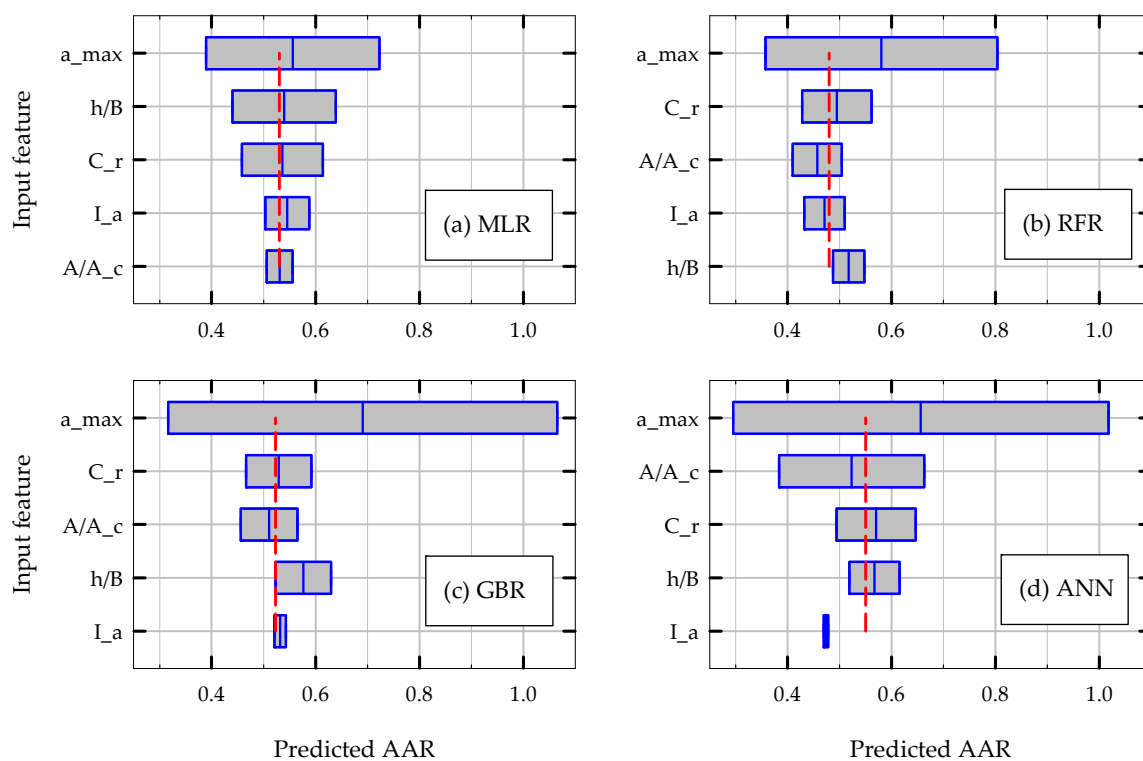 Input feature
a_max
h/B
C_r
I_a
A/A_c
(a) MLR
0.4 0.6 0.8 1.0
a_max
C_r
A/A_c
I_a
h/B
(b) RFR
0.4 0.6 0.8 1.0
Input feature
a_max
C_r
A/A_c
h/B
I_a
(c) GBR
0.4 0.6 0.8 1.0
Predicted AAR
a_max
A/A_c
C_r
h/B
I_a
(d) ANN
0.4 0.6 0.8 1.0
Predicted AAR